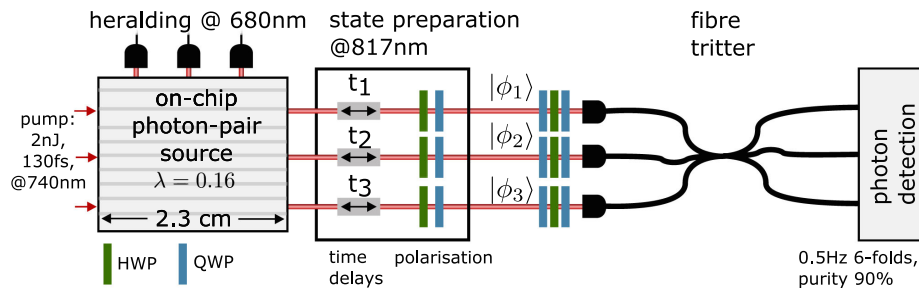 heralding @ 680nm
state preparation
@817nm
fibre
tritter
pump:
2nJ,
130fs,
@740nm
on-chip
photon-pair
source
λ = 0.16
2.3 cm
t1
t2
t3
|ϕ1⟩
|ϕ2⟩
|ϕ3⟩
photon
detection
HWP
QWP
time
delays
polarisation
0.5Hz 6-folds,
purity 90%